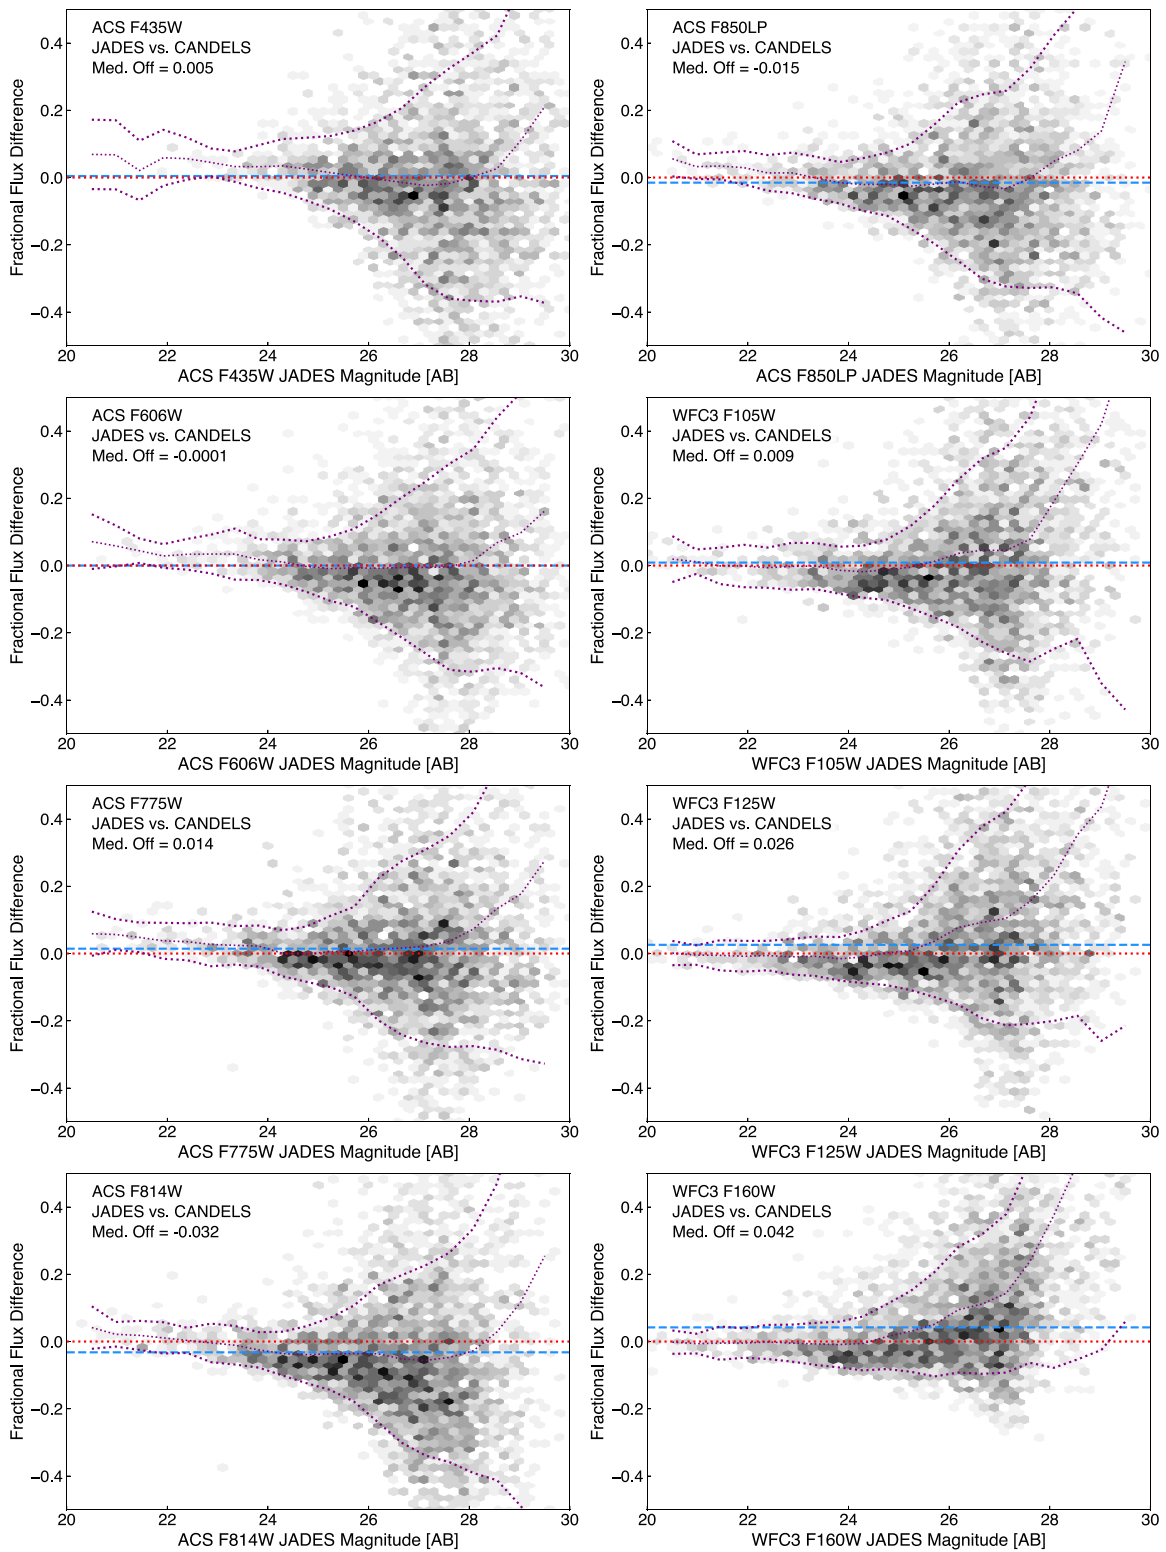 ACS F435W
JADES vs. CANDELS
Med. Off = 0.005
Fractional Flux Difference
0.4
0.2
0.0
−0.2
−0.4
20 22 24 26 28 30
ACS F435W JADES Magnitude [AB]
ACS F850LP
JADES vs. CANDELS
Med. Off = -0.015
Fractional Flux Difference
0.4
0.2
0.0
−0.2
−0.4
20 22 24 26 28 30
ACS F850LP JADES Magnitude [AB]
ACS F606W
JADES vs. CANDELS
Med. Off = -0.0001
Fractional Flux Difference
0.4
0.2
0.0
−0.2
−0.4
20 22 24 26 28 30
ACS F606W JADES Magnitude [AB]
WFC3 F105W
JADES vs. CANDELS
Med. Off = 0.009
Fractional Flux Difference
0.4
0.2
0.0
−0.2
−0.4
20 22 24 26 28 30
WFC3 F105W JADES Magnitude [AB]
ACS F775W
JADES vs. CANDELS
Med. Off = 0.014
Fractional Flux Difference
0.4
0.2
0.0
−0.2
−0.4
20 22 24 26 28 30
ACS F775W JADES Magnitude [AB]
WFC3 F125W
JADES vs. CANDELS
Med. Off = 0.026
Fractional Flux Difference
0.4
0.2
0.0
−0.2
−0.4
20 22 24 26 28 30
WFC3 F125W JADES Magnitude [AB]
ACS F814W
JADES vs. CANDELS
Med. Off = -0.032
Fractional Flux Difference
0.4
0.2
0.0
−0.2
−0.4
20 22 24 26 28 30
ACS F814W JADES Magnitude [AB]
WFC3 F160W
JADES vs. CANDELS
Med. Off = 0.042
Fractional Flux Difference
0.4
0.2
0.0
−0.2
−0.4
20 22 24 26 28 30
WFC3 F160W JADES Magnitude [AB]